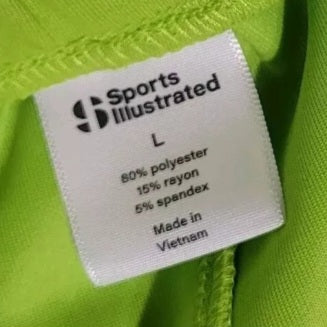 Sports
Illustrated
L
80% polyester
15% rayon
5% spandex
Made in
Vietnam